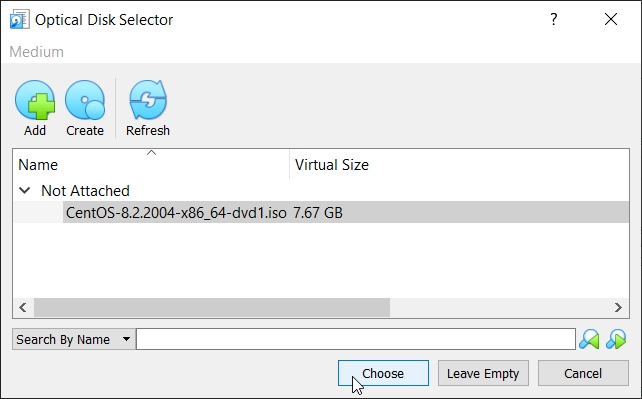 Optical Disk Selector
?
Medium
Add Create Refresh
Name Virtual Size
Not Attached
CentOS-8.2.2004-x86_64-dvd1.iso 7.67 GB
Search By Name
Choose Leave Empty Cancel